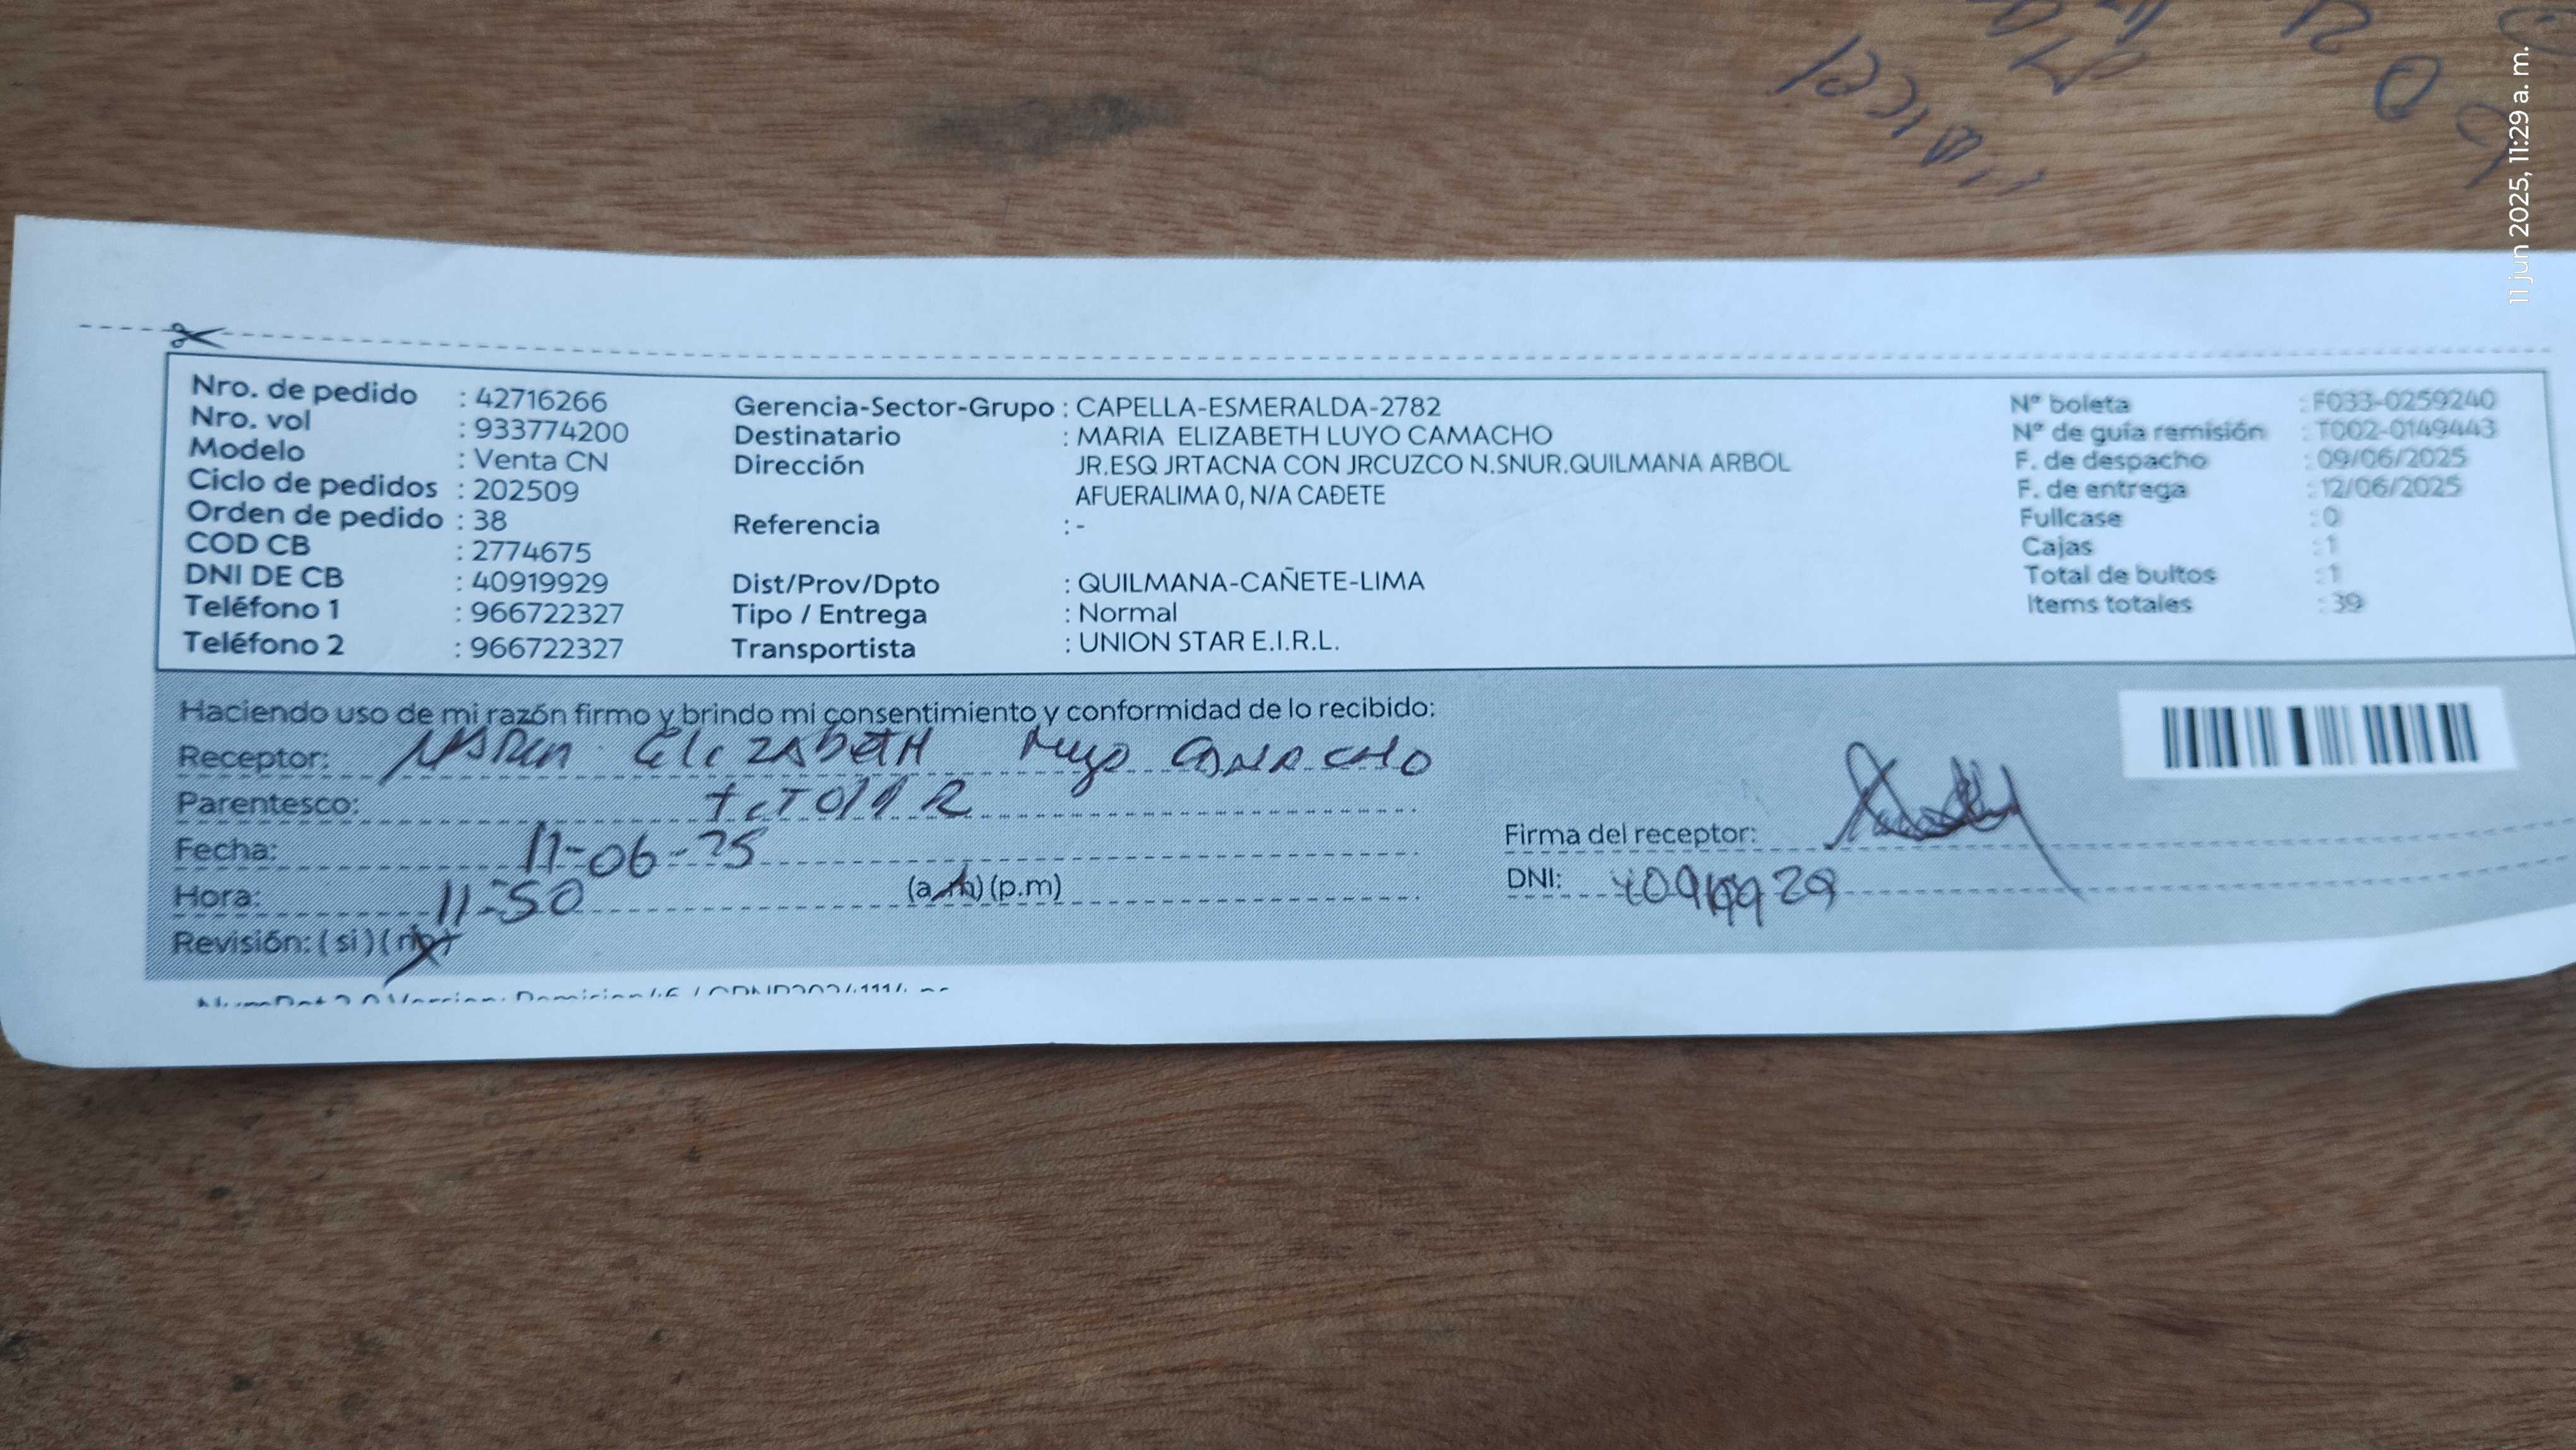 11 jun 2025, 11:29 a. m.
Nro. de pedido : 42716266
Nro. vol : 933774200
Modelo : Venta CN
Ciclo de pedidos : 202509
Orden de pedido : 38
COD CB : 2774675
DNI DE CB : 40919929
Teléfono 1 : 966722327
Teléfono 2 : 966722327
Gerencia-Sector-Grupo : CAPELLA-ESMERALDA-2782
Destinatario : MARIA ELIZABETH LUYO CAMACHO
Dirección JR.ESQ JRTACNA CON JRCUZCO N.SNUR.QUILMANA ARBOL
AFUERALIMA 0, N/A CAÐETE
Referencia : -
Dist/Prov/Dpto : QUILMANA-CAÑETE-LIMA
Tipo / Entrega : Normal
Transportista : UNION STAR E.I.R.L.
N° boleta : F033-0259240
N° de guía remisión : T002-0149443
F. de despacho : 09/06/2025
F. de entrega : 12/06/2025
Fullcase : 0
Cajas : 1
Total de bultos : 1
Items totales : 39
Haciendo uso de mi razón firmo y brindo mi consentimiento y conformidad de lo recibido:
Receptor: ELIZABETH Luyo CAMACHO
Parentesco:
Fecha: 11-06-25
Hora: 11-50 (a.m) (p.m)
Revisión: (si) (no)
Firma del receptor:
DNI: 40919929